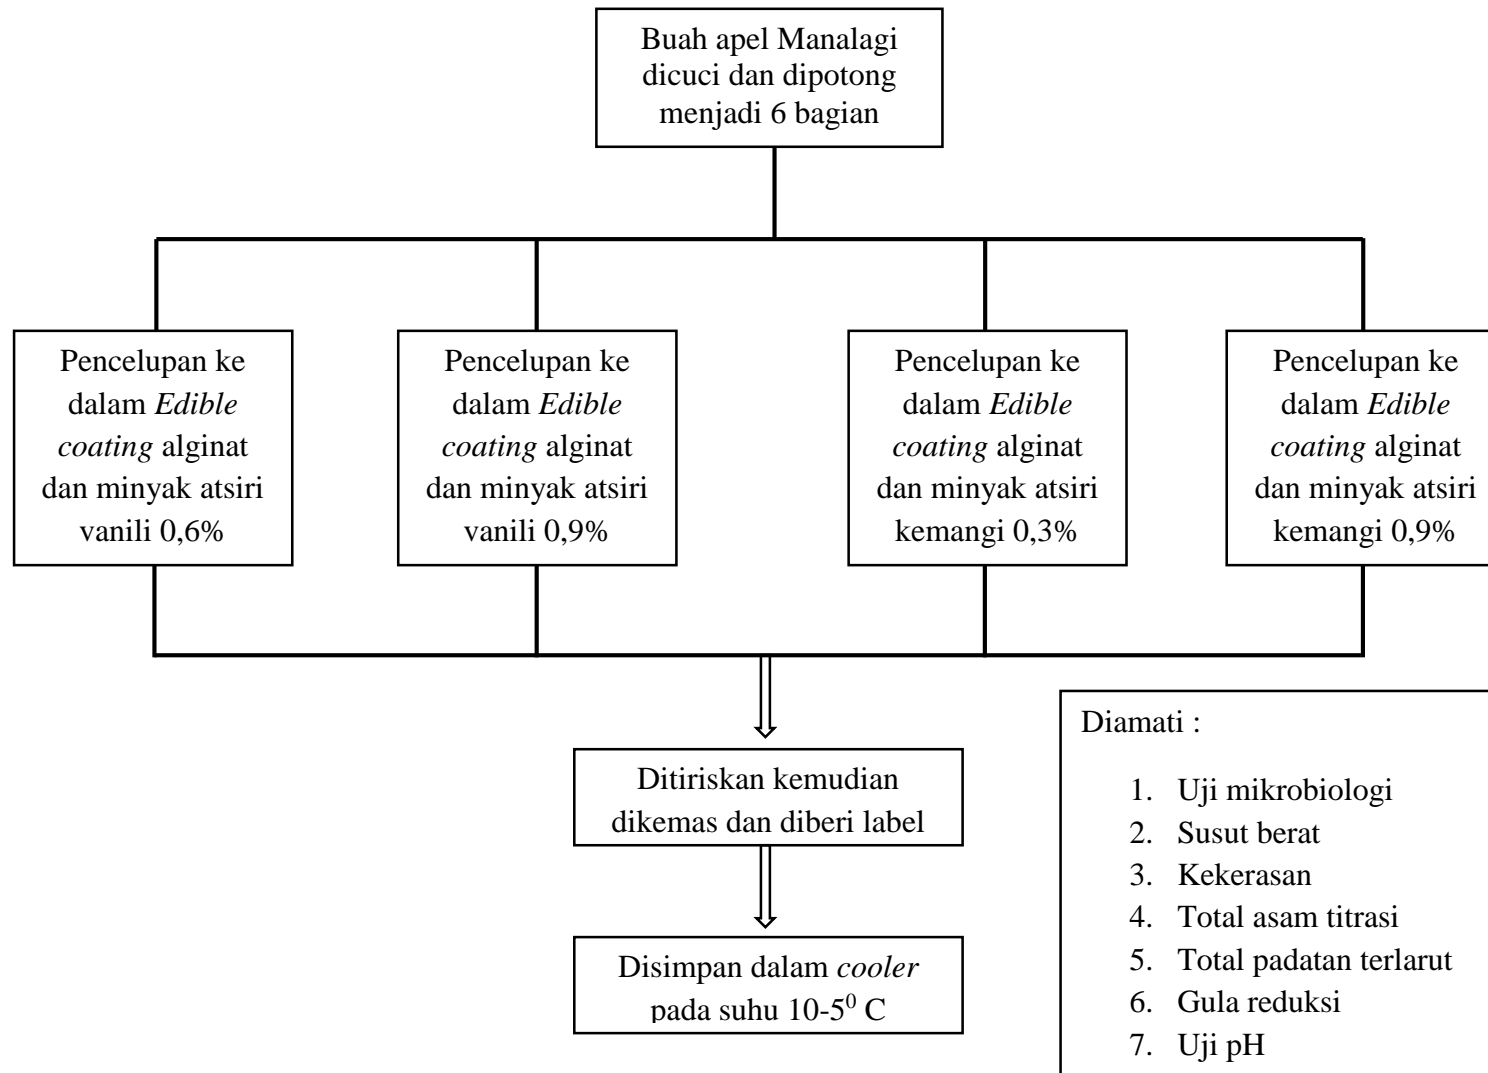 Buah apel Manalagi
dicuci dan dipotong
menjadi 6 bagian
Pencelupan ke
dalam Edible
coating alginat
dan minyak atsiri
vanili 0,6%
Pencelupan ke
dalam Edible
coating alginat
dan minyak atsiri
vanili 0,9%
Pencelupan ke
dalam Edible
coating alginat
dan minyak atsiri
kemangi 0,3%
Pencelupan ke
dalam Edible
coating alginat
dan minyak atsiri
kemangi 0,9%
Ditiriskan kemudian
dikemas dan diberi label
Disimpan dalam cooler
pada suhu 10-5⁰ C
Diamati :
1. Uji mikrobiologi
2. Susut berat
3. Kekerasan
4. Total asam titrasi
5. Total padatan terlarut
6. Gula reduksi
7. Uji pH